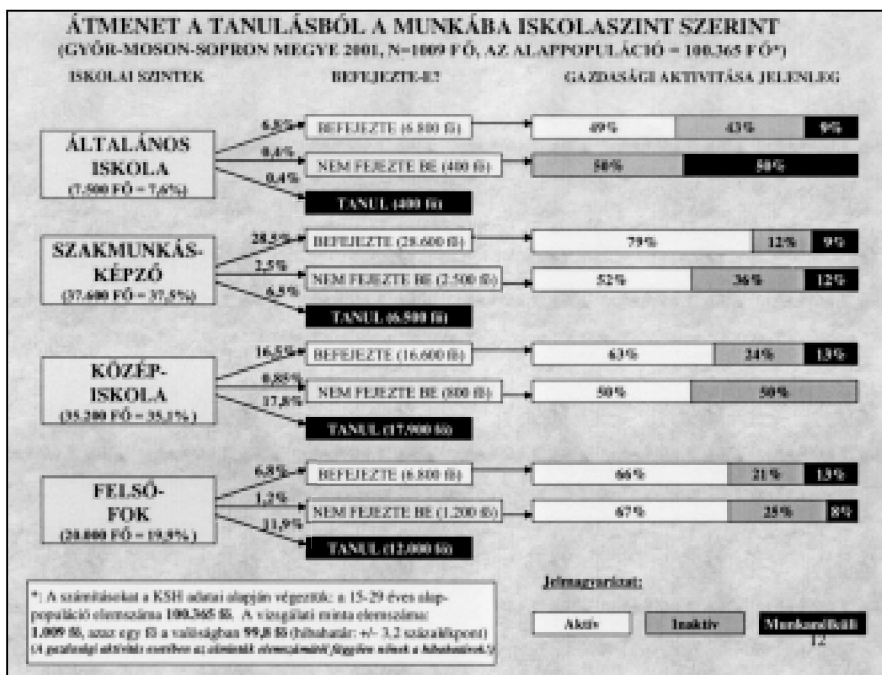 ÁTMENET A TANULÁSBÓL A MUNKÁBA ISKOLASZINT SZERINT
(GYŐR-MOSON-SOPRON MEGYE 2001, N=1009 FŐ, AZ ALAPPOPULÁCIÓ = 100.365 FŐ*)
ISKOLAI SZINTEK BEFEJEZTE-E? GAZDASÁGI AKTIVITÁSA JELENLEG
ÁLTALÁNOS
ISKOLA
(7.500 FŐ = 7,6%)
6,8%
0,4%
0,4%
BEFEJEZTE (6.800 fő)
NEM FEJEZTE BE (400 fő)
TANUL (400 fő)
49% 43% 9%
50% 50%
SZAKMUNKÁS-
KÉPZŐ
(37.600 FŐ = 37,5%)
28,5%
2,5%
6,5%
BEFEJEZTE (28.600 fő)
NEM FEJEZTE BE (2.500 fő)
TANUL (6.500 fő)
79% 12% 9%
52% 36% 12%
KÖZÉP-
ISKOLA
(35.200 FŐ = 35,1%)
16,5%
0,85%
17,8%
BEFEJEZTE (16.600 fő)
NEM FEJEZTE BE (800 fő)
TANUL (17.900 fő)
63% 24% 13%
50% 50%
FELSŐ-
FOK
(20.000 FŐ = 19,9%)
6,8%
1,2%
11,9%
BEFEJEZTE (6.800 fő)
NEM FEJEZTE BE (1.200 fő)
TANUL (12.000 fő)
66% 21% 13%
67% 25% 8%
*: A számításokat a KSH adatai alapján végeztük: a 15-29 éves alap-
populáció elemszáma 100.365 fő. A vizsgálati minta elemszáma:
1.009 fő, azaz egy fő a valóságban 99,8 fő (hibahatár: +/- 3,2 százalékpont)
(A gazdasági aktivitás esetében az elemszámától függően nőnek a hibahatárok!)
Jelmagyarázat:
Aktív Inaktív Munkanélküli
12